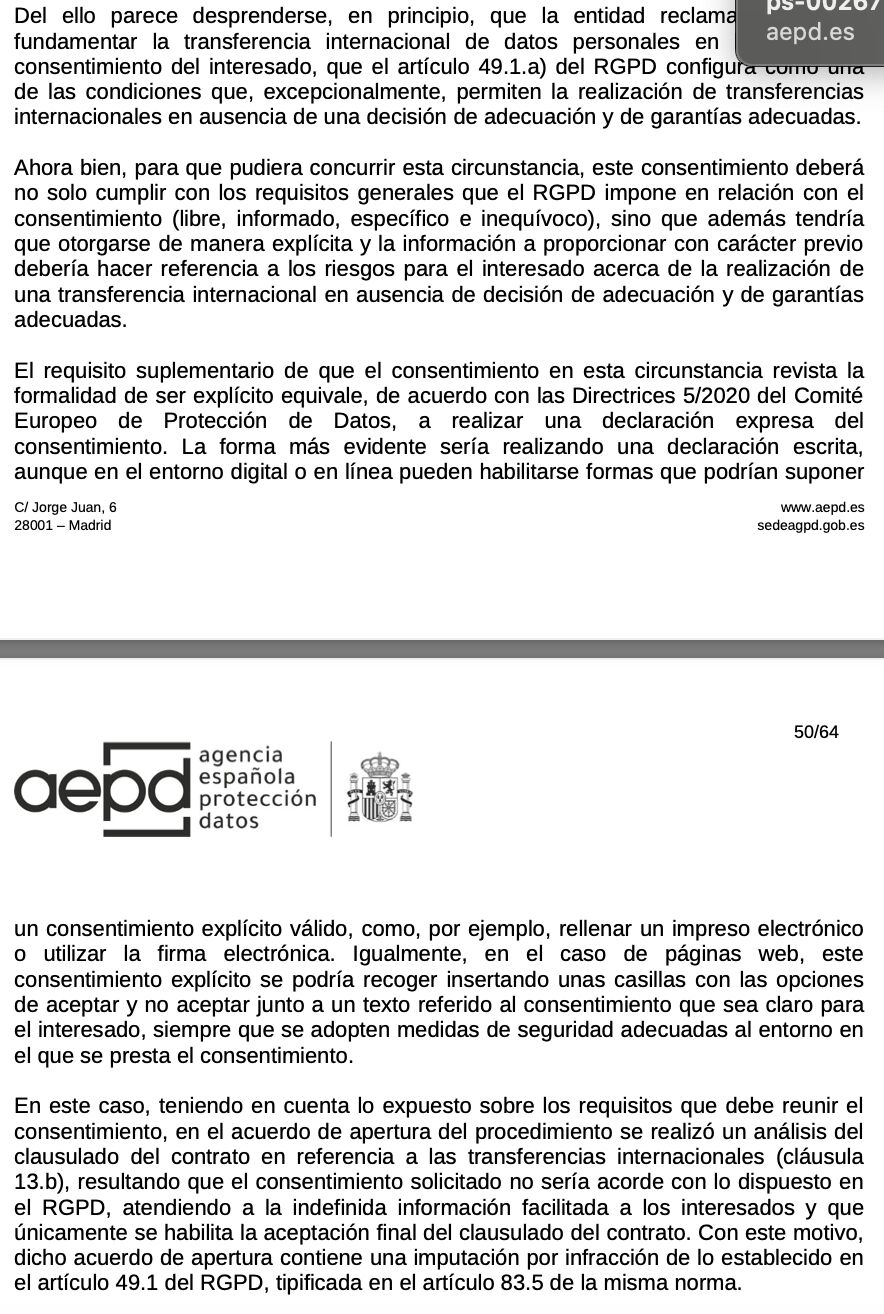 Del ello parece desprenderse, en principio, que la entidad
fundamentar la transferencia internacional de datos personales en
consentimiento del interesado, que el artículo 49.1.a) del RGPD configura como una
de las condiciones que, excepcionalmente, permiten la realización de transferencias
internacionales en ausencia de una decisión de adecuación y de garantías adecuadas.
ps-00267
aepd.es
Ahora bien, para que pudiera concurrir esta circunstancia, este consentimiento deberá
no solo cumplir con los requisitos generales que el RGPD impone en relación con el
consentimiento (libre, informado, específico e inequívoco), sino que además tendría
que otorgarse de manera explícita y la información a proporcionar con carácter previo
debería hacer referencia a los riesgos para el interesado acerca de la realización de
una transferencia internacional en ausencia de decisión de adecuación y de garantías
adecuadas.
El requisito suplementario de que el consentimiento en esta circunstancia revista la
formalidad de ser explícito equivale, de acuerdo con las Directrices 5/2020 del Comité
Europeo de Protección de Datos, a realizar una declaración expresa del
consentimiento. La forma más evidente sería realizando una declaración escrita,
aunque en el entorno digital o en línea pueden habilitarse formas que podrían suponer
C/ Jorge Juan, 6
28001 – Madrid
www.aepd.es
sedeagpd.gob.es
50/64
aepd
agencia
española
protección
datos
un consentimiento explícito válido, como, por ejemplo, rellenar un impreso electrónico
o utilizar la firma electrónica. Igualmente, en el caso de páginas web, este
consentimiento explícito se podría recoger insertando unas casillas con las opciones
de aceptar y no aceptar junto a un texto referido al consentimiento que sea claro para
el interesado, siempre que se adopten medidas de seguridad adecuadas al entorno en
el que se presta el consentimiento.
En este caso, teniendo en cuenta lo expuesto sobre los requisitos que debe reunir el
consentimiento, en el acuerdo de apertura del procedimiento se realizó un análisis del
clausulado del contrato en referencia a las transferencias internacionales (cláusula
13.b), resultando que el consentimiento solicitado no sería acorde con lo dispuesto en
el RGPD, atendiendo a la indefinida información facilitada a los interesados y que
únicamente se habilita la aceptación final del clausulado del contrato. Con este motivo,
dicho acuerdo de apertura contiene una imputación por infracción de lo establecido en
el artículo 49.1 del RGPD, tipificada en el artículo 83.5 de la misma norma.